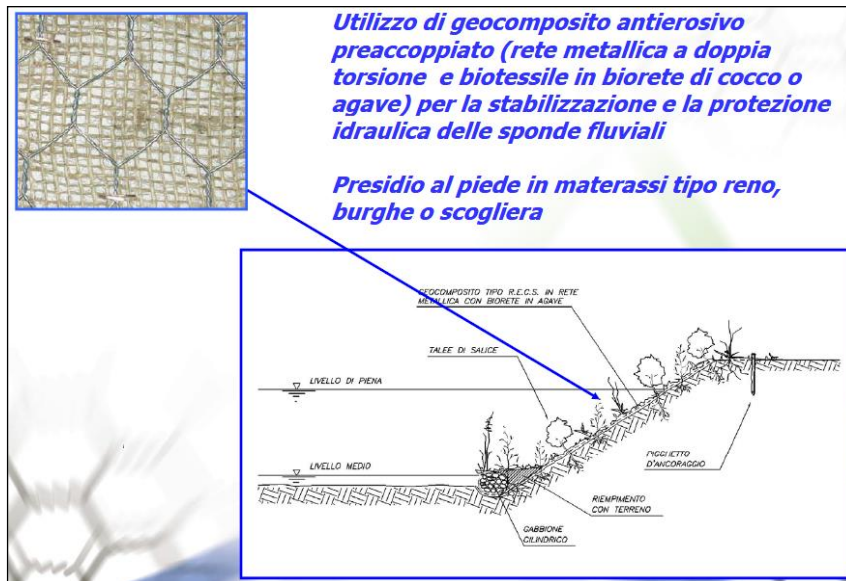 Utilizzo di geocomposito antierosivo
preaccoppiato (rete metallica a doppia
torsione e biotessile in biorete di cocco o
agave) per la stabilizzazione e la protezione
idraulica delle sponde fluviali
Presidio al piede in materassi tipo reno,
burghe o scogliera
GEOCOMPOSITO TIPO R.E.C.S. IN RETE
METALLICA CON BIORETE IN AGAVE
TALEE DI SALICE
LIVELLO DI PIENA
PICCHETTO
D'ANCORAGGIO
LIVELLO MEDIO
RIEMPIMENTO
CON TERRENO
GABBIONE
CILINDRICO